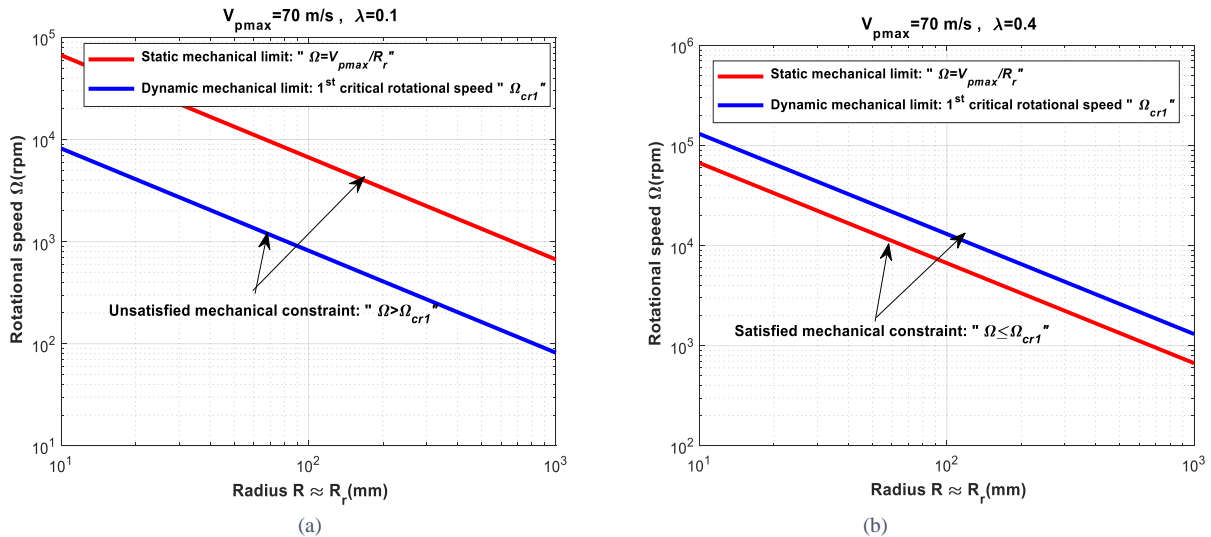 V_pmax=70 m/s , λ=0.1
10^5
Static mechanical limit: " Ω=V_pmax/R_r"
Dynamic mechanical limit: 1^st critical rotational speed " Ω_cr1"
10^4
10^3
10^2
10^1
Rotational speed Ω(rpm)
Unsatisfied mechanical constraint: " Ω>Ω_cr1"
10^1
10^2
10^3
Radius R ≈ R_r(mm)
(a)
V_pmax=70 m/s , λ=0.4
10^6
Static mechanical limit: " Ω=V_pmax/R_r"
Dynamic mechanical limit: 1^st critical rotational speed " Ω_cr1"
10^5
10^4
10^3
10^2
Rotational speed Ω(rpm)
Satisfied mechanical constraint: " Ω≤Ω_cr1"
10^1
10^2
10^3
Radius R ≈ R_r(mm)
(b)